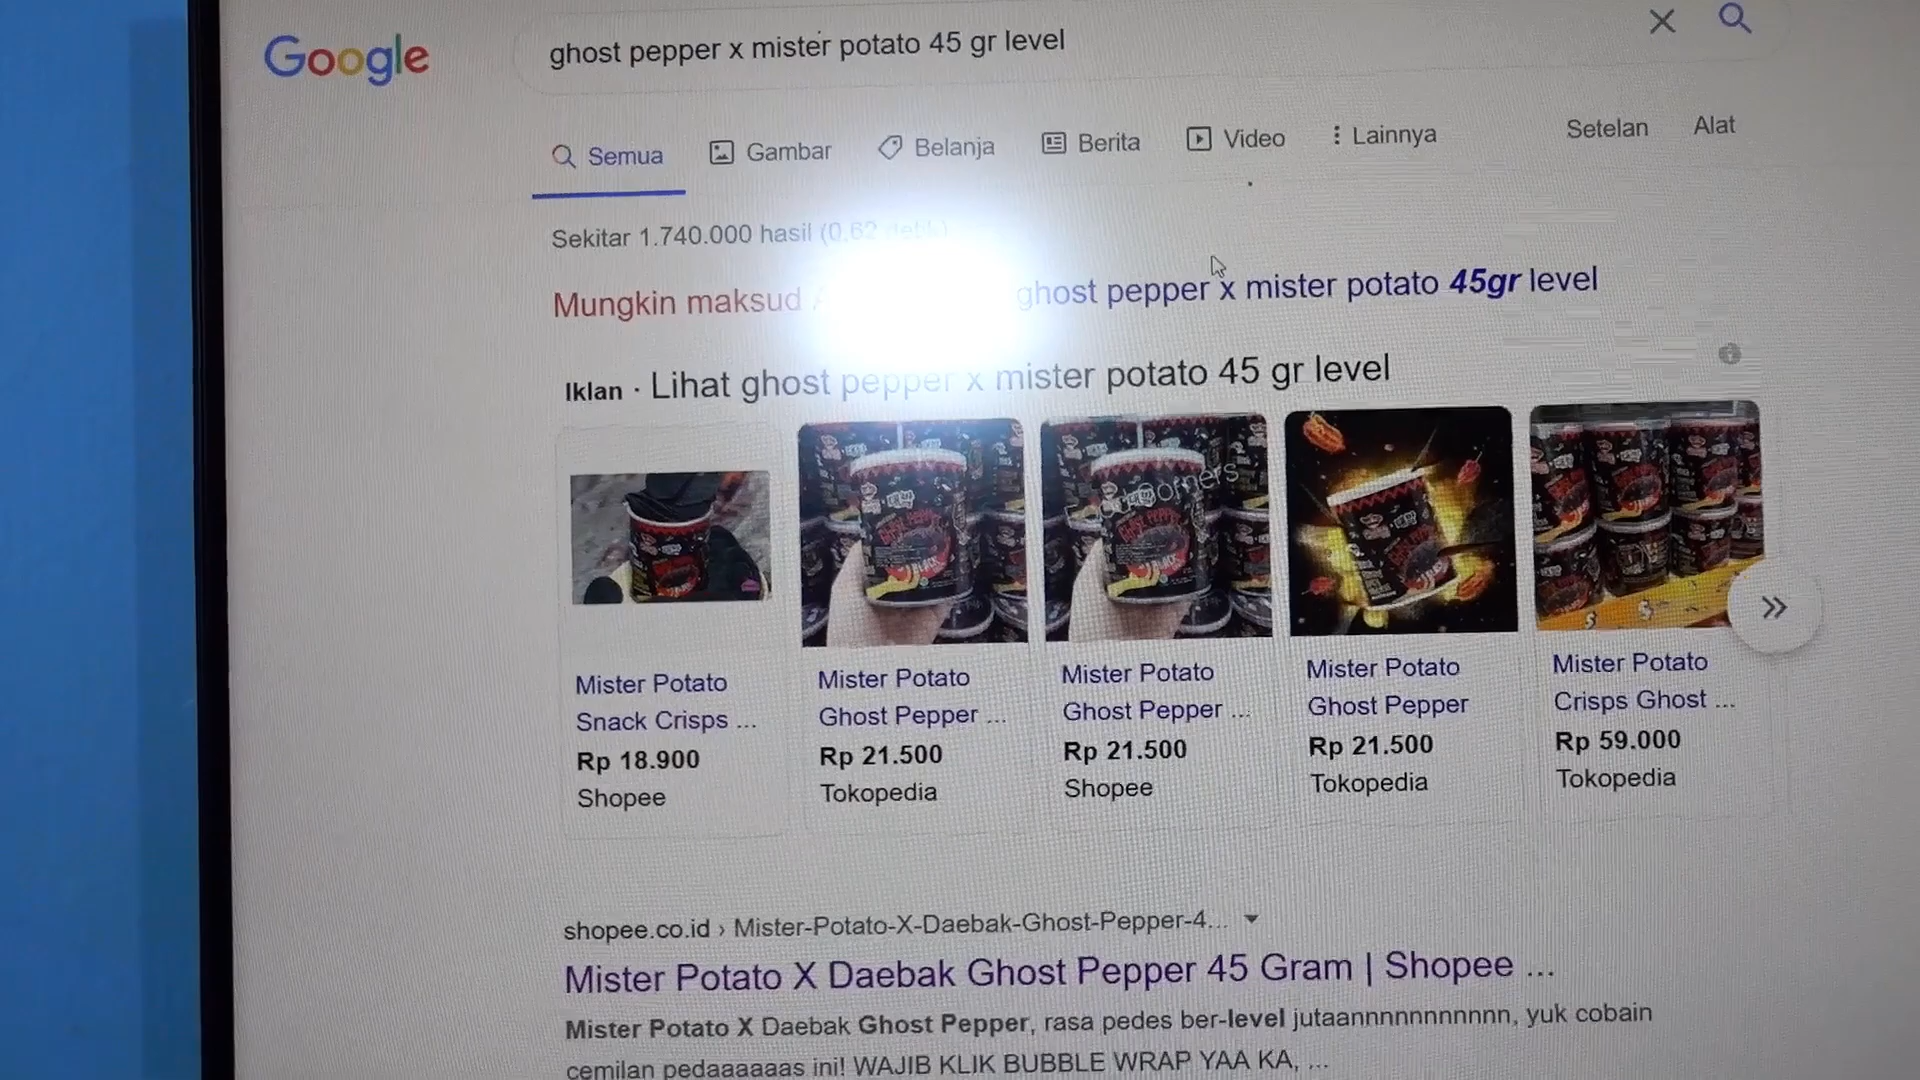 Google
ghost pepper x mister potato 45 gr level
Semua
Gambar
Belanja
Berita
Video
Lainnya
Setelan
Alat
Sekitar 1.740.000 hasil (0,62
Mungkin maksud
ghost pepper x mister potato 45gr level
Iklan · Lihat ghost pepper x mister potato 45 gr level
Mister Potato
Snack Crisps ...
Rp 18.900
Shopee
Mister Potato
Ghost Pepper ...
Rp 21.500
Tokopedia
Mister Potato
Ghost Pepper ...
Rp 21.500
Shopee
Mister Potato
Ghost Pepper
Rp 21.500
Tokopedia
Mister Potato
Crisps Ghost ...
Rp 59.000
Tokopedia
shopee.co.id › Mister-Potato-X-Daebak-Ghost-Pepper-4...
Mister Potato X Daebak Ghost Pepper 45 Gram | Shopee ...
Mister Potato X Daebak Ghost Pepper, rasa pedes ber-level jutaannnnnnnnnnn, yuk cobain
cemilan pedaaaaaas ini! WAJIB KLIK BUBBLE WRAP YAA KA, ...